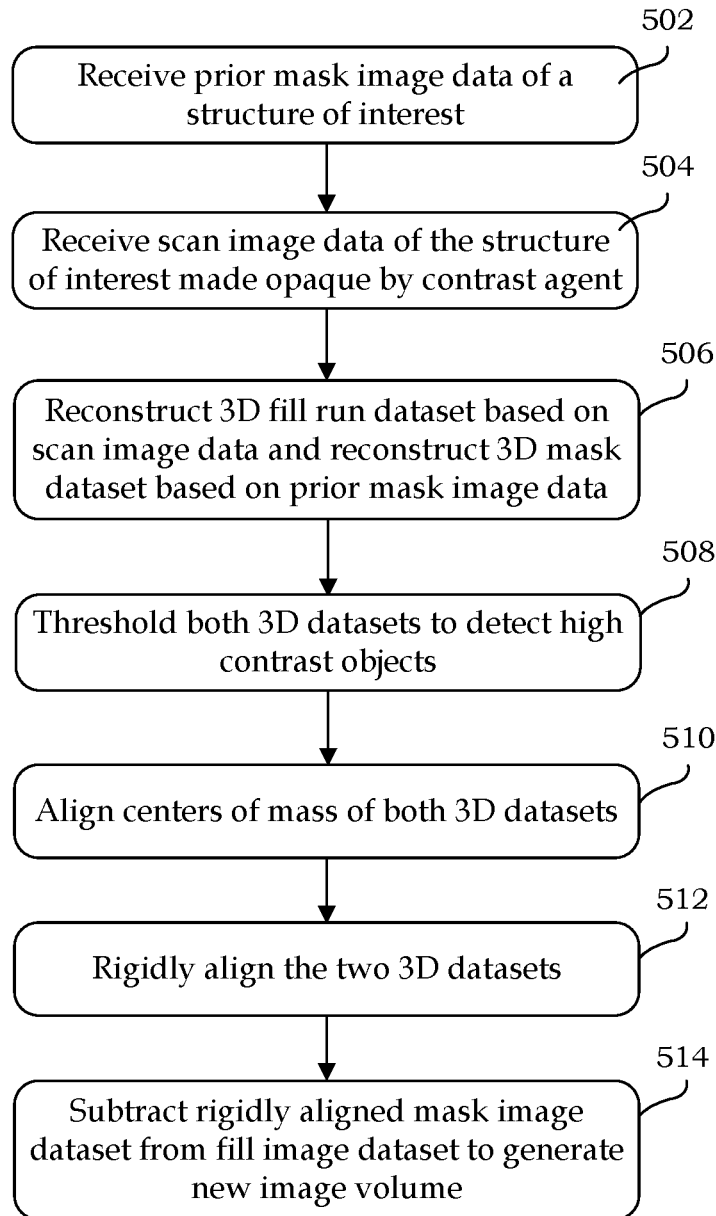 502
Receive prior mask image data of a
structure of interest
504
Receive scan image data of the structure
of interest made opaque by contrast agent
506
Reconstruct 3D fill run dataset based on
scan image data and reconstruct 3D mask
dataset based on prior mask image data
508
Threshold both 3D datasets to detect high
contrast objects
510
Align centers of mass of both 3D datasets
512
Rigidly align the two 3D datasets
514
Subtract rigidly aligned mask image
dataset from fill image dataset to generate
new image volume